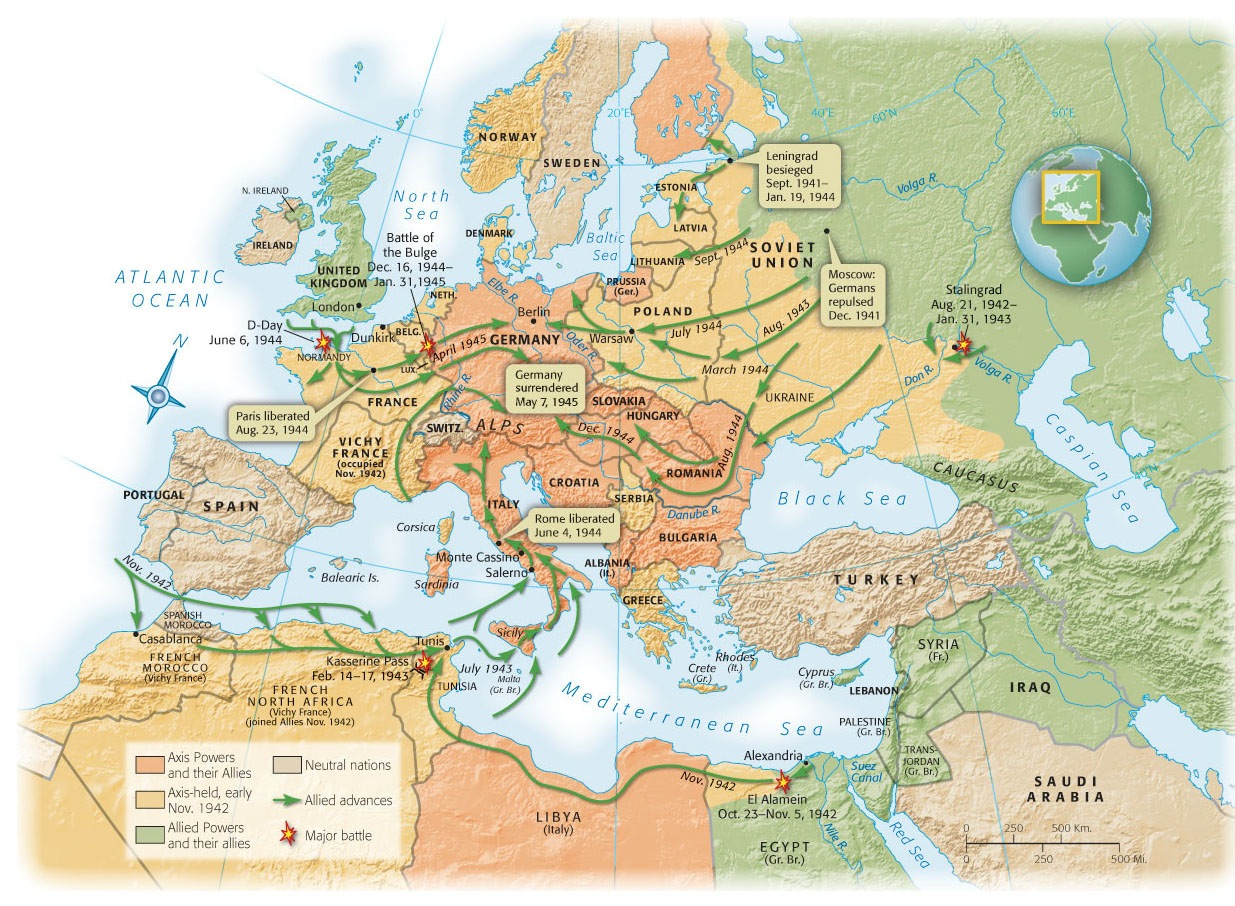 0°
20°E
40°E
60°N
60°E
NORWAY
SWEDEN
N. IRELAND
IRELAND
North
Sea
ESTONIA
Leningrad
besieged
Sept. 1941–
Jan. 19, 1944
Volga R.
LATVIA
DENMARK
Battle of
the Bulge
Dec. 16, 1944–
Jan. 31,1945
Baltic
Sea
LITHUANIA
Sept. 1944
SOVIET
UNION
ATLANTIC
OCEAN
UNITED
KINGDOM
London
NETH.
Elbe R.
PRUSSIA
(Ger.)
Moscow:
Germans
repulsed
Dec. 1941
Stalingrad
Aug. 21, 1942–
Jan. 31, 1943
D-Day
June 6, 1944
Dunkirk
BELG.
Berlin
POLAND
Warsaw
July 1944
Aug. 1943
NORMANDY
LUX.
April 1945
GERMANY
Oder R.
March 1944
Don R.
Volga R.
N
Paris liberated
Aug. 23, 1944
FRANCE
Rhine R.
Germany
surrendered
May 7, 1945
SLOVAKIA
HUNGARY
UKRAINE
SWITZ.
ALPS
Dec. 1944
Aug. 1944
VICHY
FRANCE
(occupied
Nov. 1942)
ROMANIA
Caspian Sea
CAUCASUS
PORTUGAL
SPAIN
ITALY
CROATIA
SERBIA
Danube R.
Black Sea
Corsica
Rome liberated
June 4, 1944
BULGARIA
Monte Cassino
Salerno
ALBANIA
(It.)
Nov. 1942
Balearic Is.
Sardinia
GREECE
TURKEY
SPANISH
MOROCCO
Casablanca
FRENCH
MOROCCO
(Vichy France)
Tunis
Sicily
Kasserine Pass
Feb. 14–17, 1943
July 1943
Malta
(Gr. Br.)
TUNISIA
Crete
(Gr.)
Rhodes
(It.)
Cyprus
(Gr. Br.)
SYRIA
(Fr.)
LEBANON
IRAQ
FRENCH
NORTH AFRICA
(Vichy France)
(joined Allies Nov. 1942)
Mediterranean Sea
PALESTINE
(Gr. Br.)
TRANS-
JORDAN
(Gr. Br.)
Alexandria
Suez
Canal
Nov. 1942
El Alamein
Oct. 23–Nov. 5, 1942
SAUDI
ARABIA
LIBYA
(Italy)
EGYPT
(Gr. Br.)
Nile R.
Red Sea
Axis Powers
and their Allies
Axis-held, early
Nov. 1942
Allied Powers
and their allies
Neutral nations
Allied advances
Major battle
0 250 500 Km.
0 250 500 Mi.